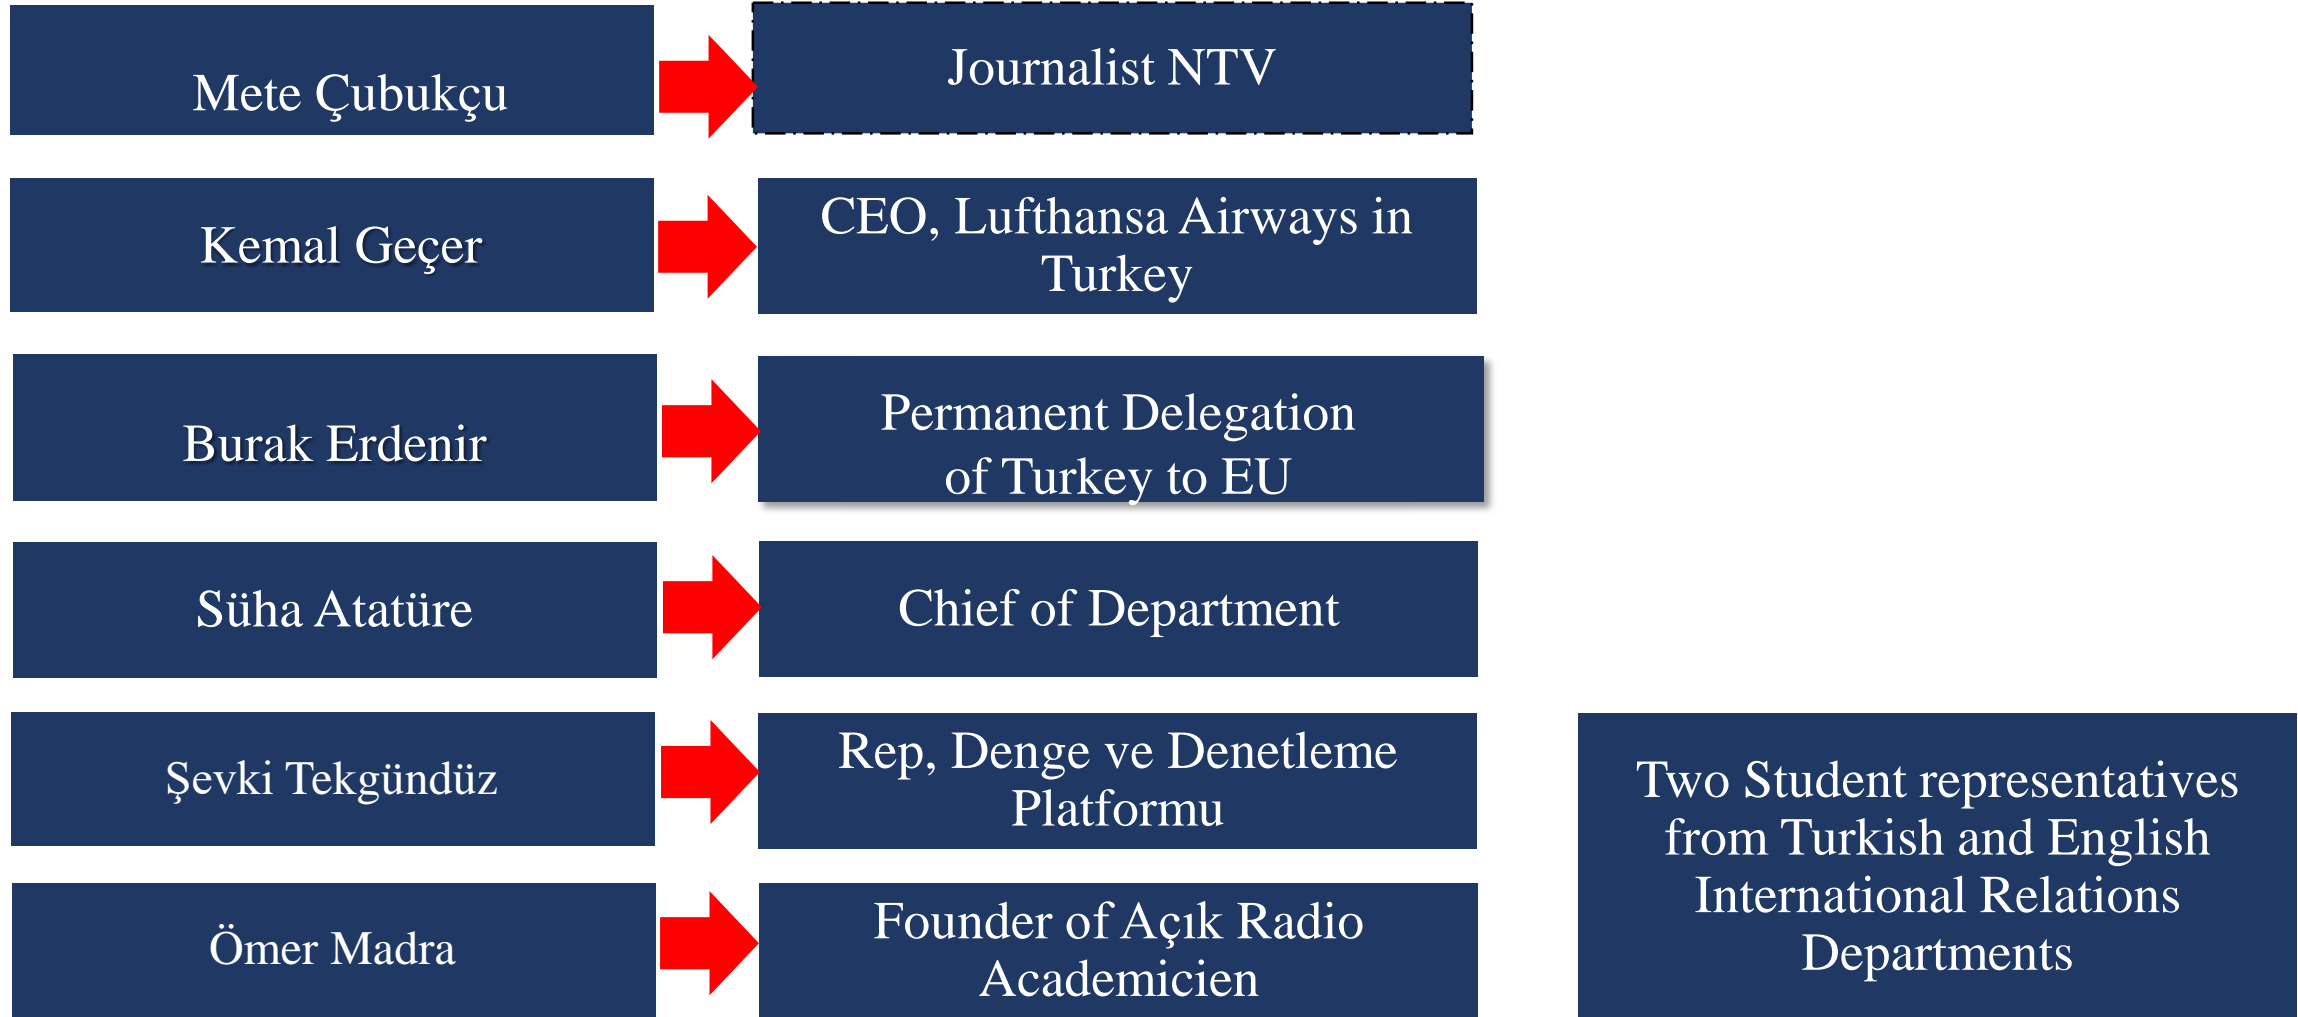 Mete Çubukçu
Journalist NTV
Kemal Geçer
CEO, Lufthansa Airways in
Turkey
Burak Erdenir
Permanent Delegation
of Turkey to EU
Süha Atatüre
Chief of Department
Şevki Tekgündüz
Rep, Denge ve Denetleme
Platformu
Ömer Madra
Founder of Açık Radio
Academicien
Two Student representatives
from Turkish and English
International Relations
Departments